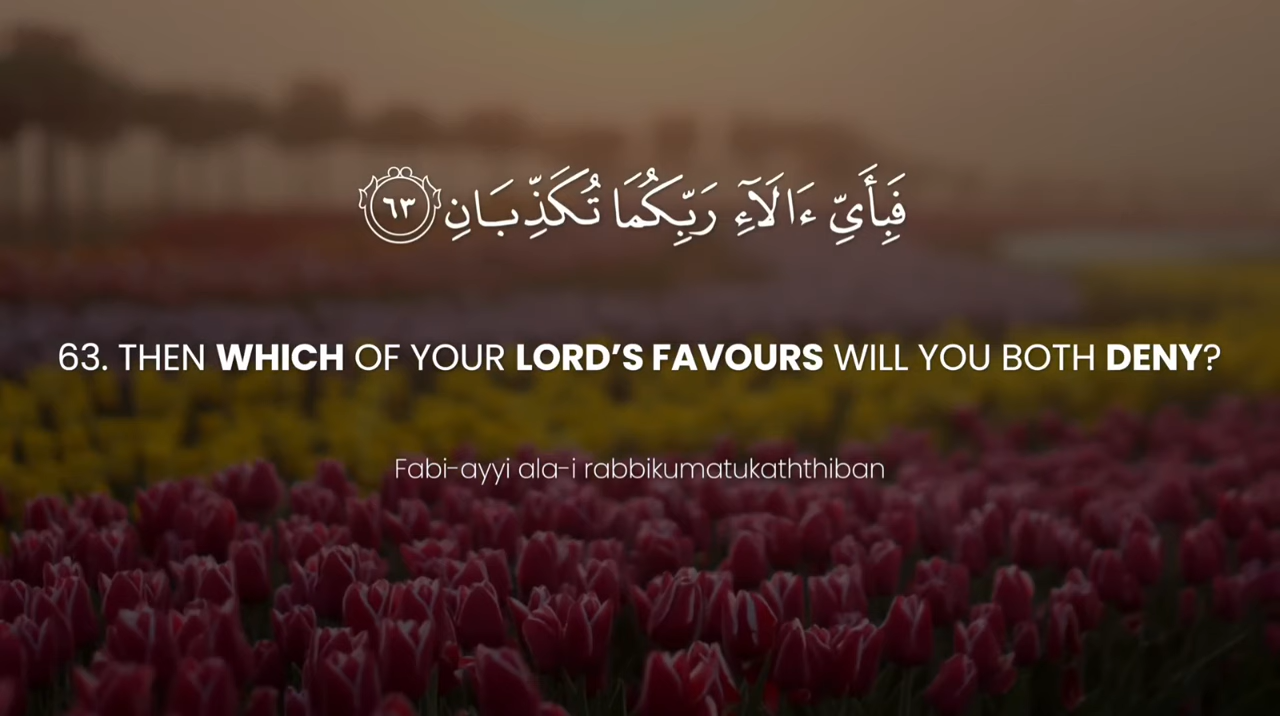 فَبِأَيِّ ءَالَآءِ رَبِّكُمَا تُكَذِّبَانِ ٦٣
63. THEN WHICH OF YOUR LORD’S FAVOURS WILL YOU BOTH DENY?
Fabi-ayyi ala-i rabbikumatukaththiban